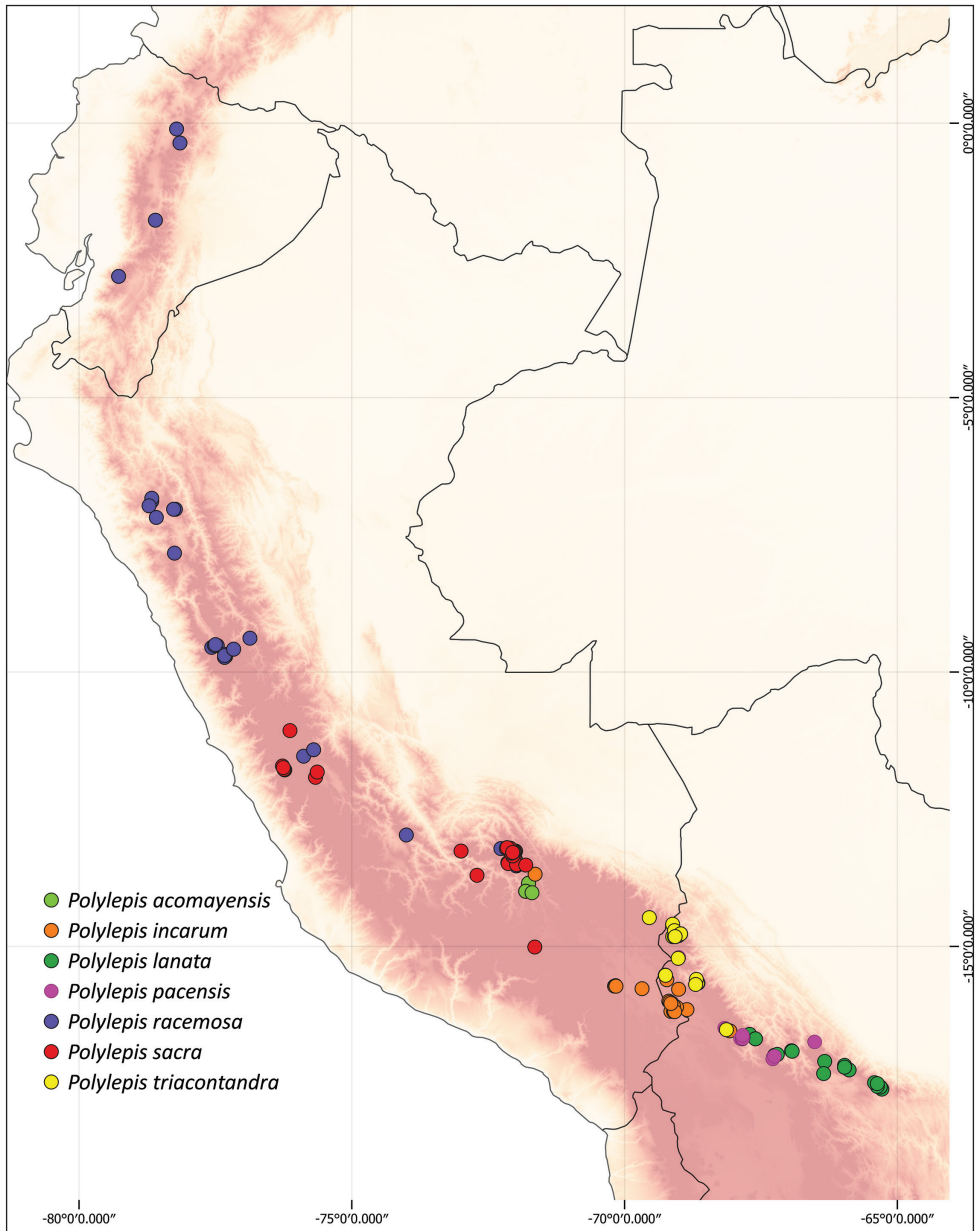 0°0'0.000"
-5°0'0.000"
-10°0'0.000"
-15°0'0.000"
Polylepis acomayensis
Polylepis incarum
Polylepis lanata
Polylepis pacensis
Polylepis racemosa
Polylepis sacra
Polylepis triacontandra
-80°0'0.000"
-75°0'0.000"
-70°0'0.000"
-65°0'0.000"